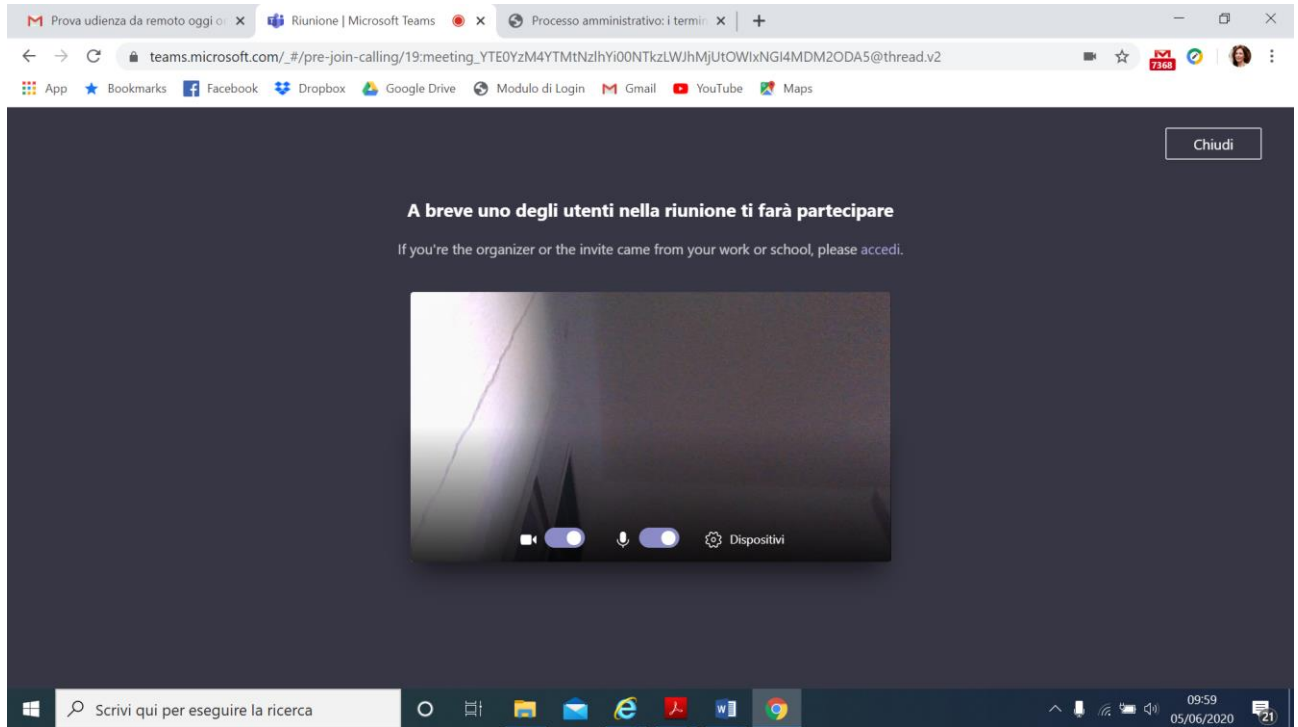 Prova udienza da remoto oggi o
Riunione | Microsoft Teams
Processo amministrativo: i termin
teams.microsoft.com/_#/pre-join-calling/19:meeting_YTE0YzM4YTMtNzlhYi00NTkzLWJhMjUtOWIxNGI4MDM2ODA5@thread.v2
7368
App Bookmarks Facebook Dropbox Google Drive Modulo di Login Gmail YouTube Maps
Chiudi
A breve uno degli utenti nella riunione ti farà partecipare
If you're the organizer or the invite came from your work or school, please accedi.
Dispositivi
Scrivi qui per eseguire la ricerca
09:59
05/06/2020
21